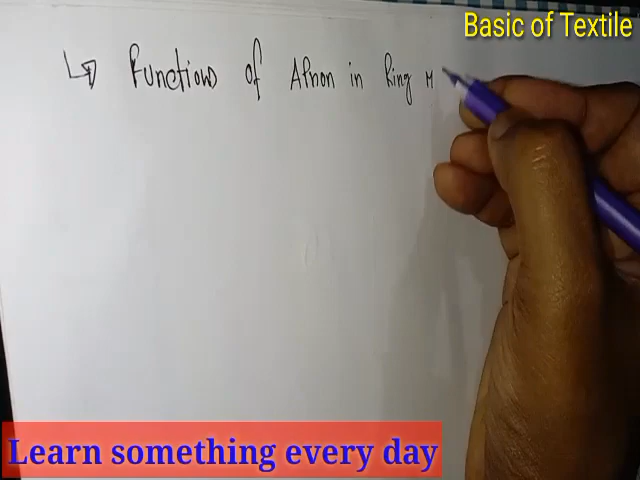 Basic of Textile
Functions of Apron in Ring M
Learn something every day